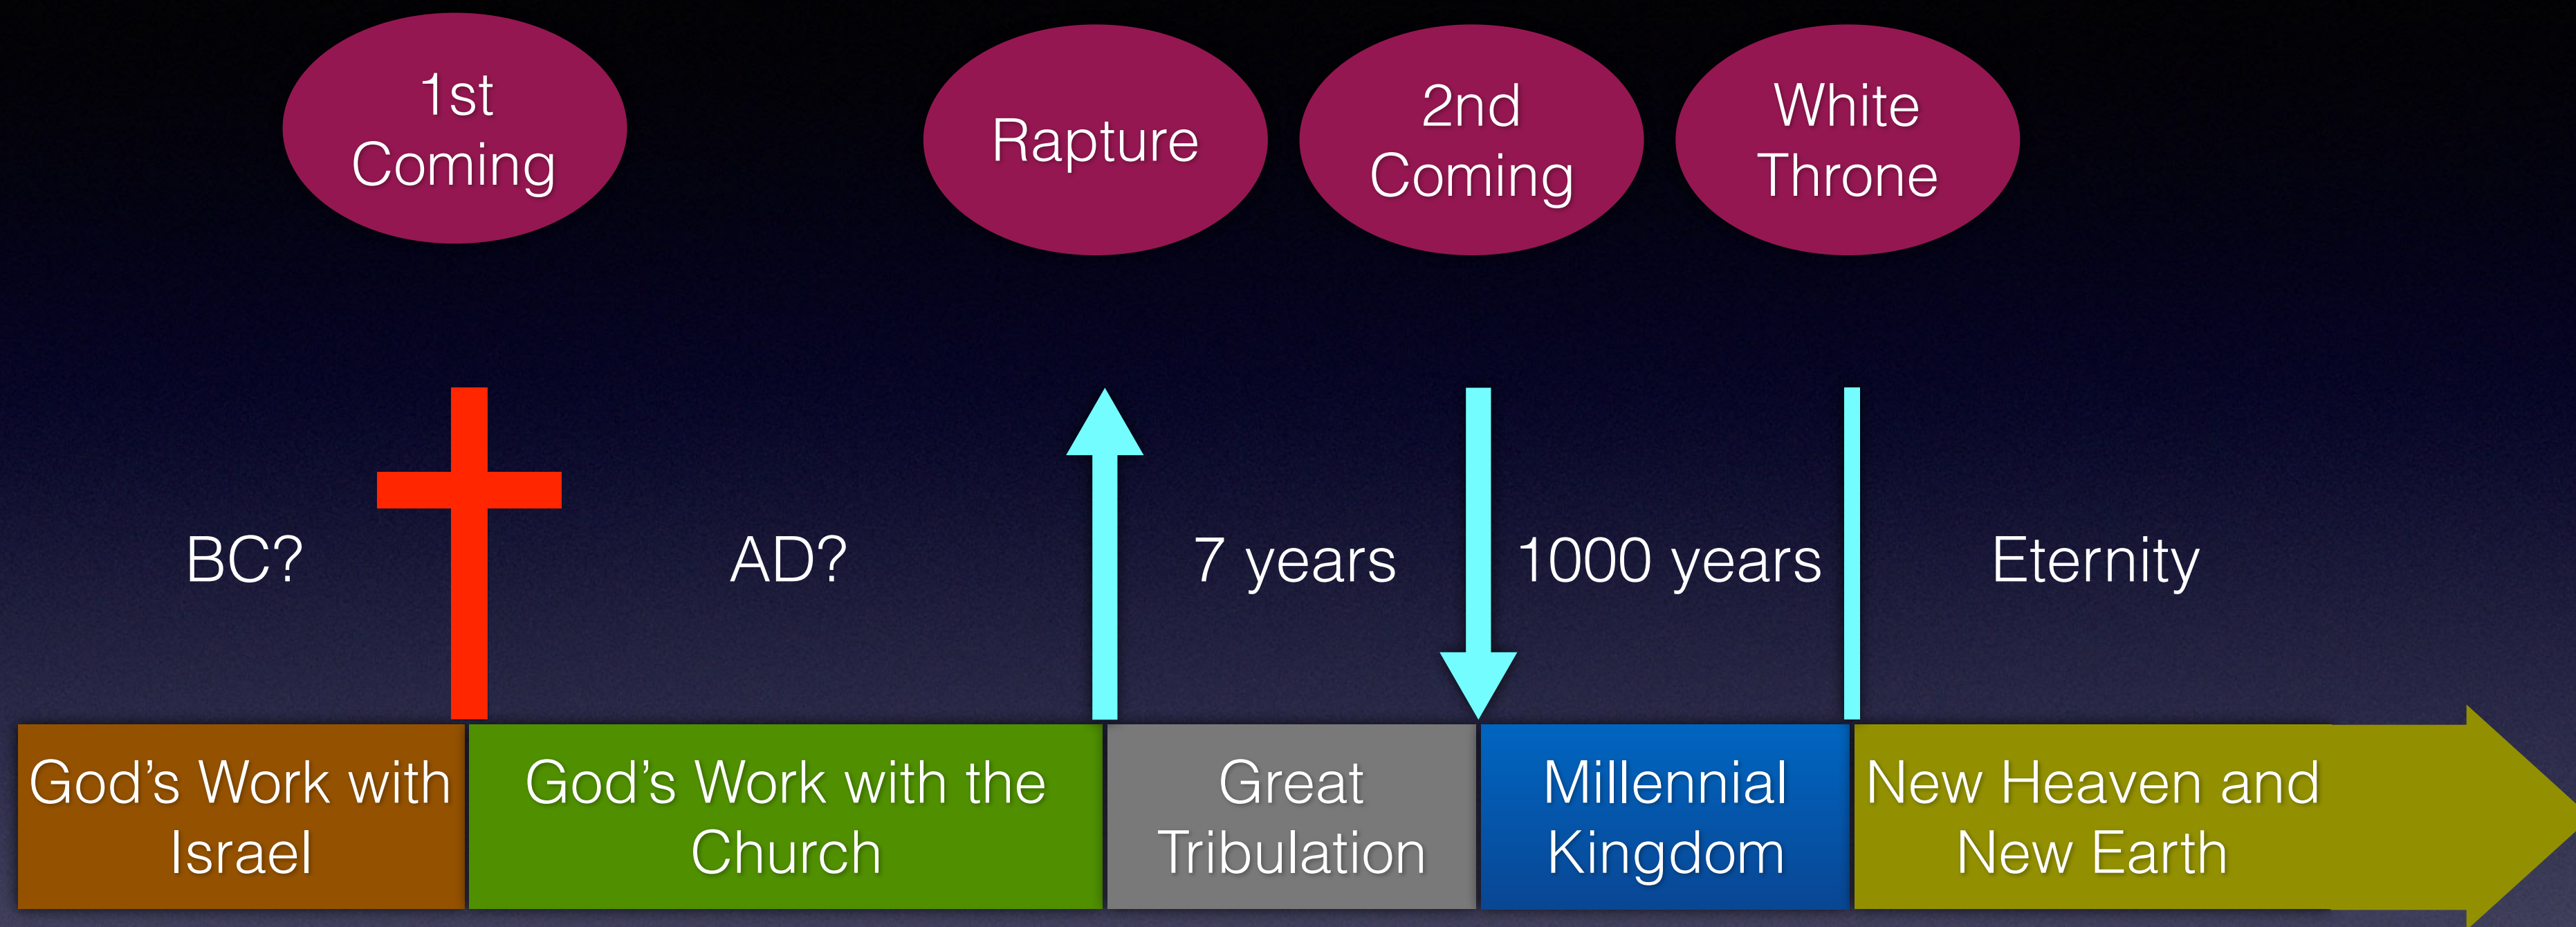 1st
Coming
Rapture
2nd
Coming
White
Throne
BC?
AD?
7 years
1000 years
Eternity
God’s Work with
Israel
God’s Work with the
Church
Great
Tribulation
Millennial
Kingdom
New Heaven and
New Earth